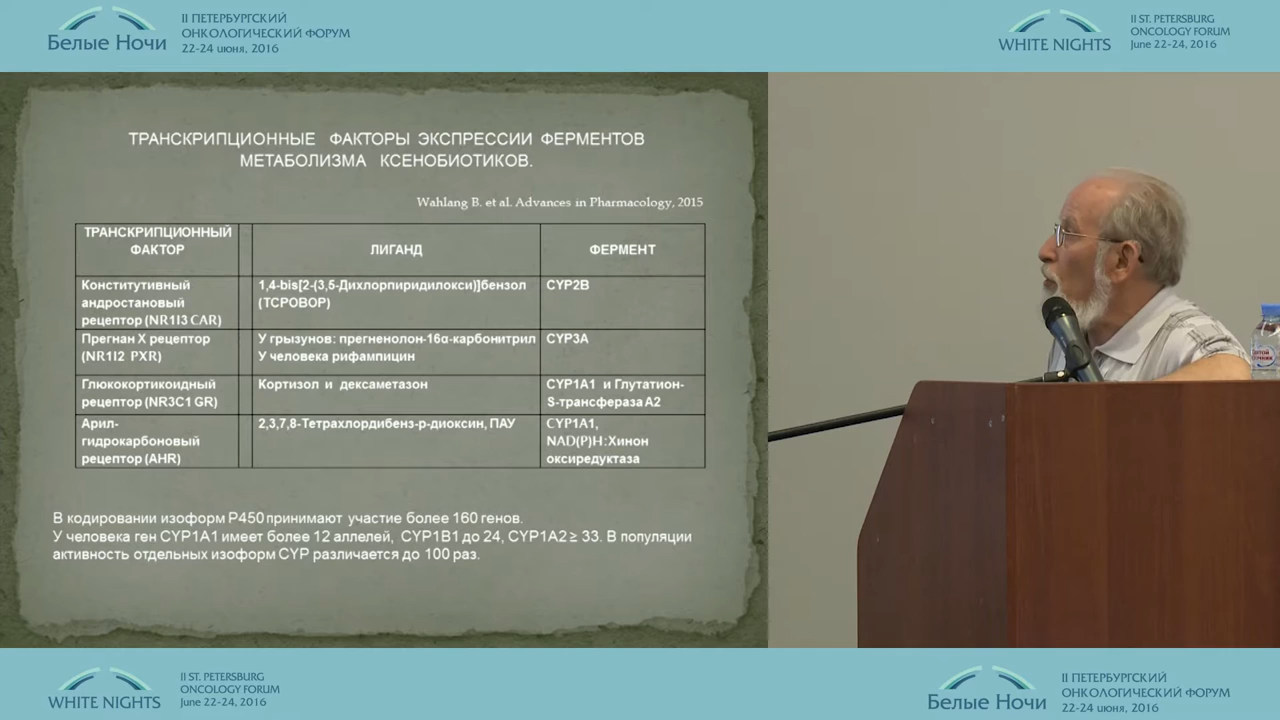 II ПЕТЕРБУРГСКИЙ
ОНКОЛОГИЧЕСКИЙ ФОРУМ
Белые Ночи
22-24 июня, 2016
II ST. PETERSBURG
ONCOLOGY FORUM
WHITE NIGHTS
June 22-24, 2016
ТРАНСКРИПЦИОННЫЕ ФАКТОРЫ ЭКСПРЕССИИ ФЕРМЕНТОВ
МЕТАБОЛИЗМА КСЕНОБИОТИКОВ.
Wahlang B. et al. Advances in Pharmacology, 2015
ТРАНСКРИПЦИОННЫЙ
ФАКТОР
ЛИГАНД
ФЕРМЕНТ
Конститутивный
андростановый
рецептор (NR1I3 CAR)
1,4-bis[2-(3,5-Дихлорпиридилокси)]бензол
(TCPOBOP)
CYP2B
Прегнан X рецептор
(NR1I2 PXR)
У грызунов: прегненолон-16α-карбонитрил
У человека рифампицин
CYP3A
Глюкокортикоидный
рецептор (NR3C1 GR)
Кортизол и дексаметазон
CYP1A1 и Глутатион-
S-трансфераза A2
Арил-
гидрокарбоновый
рецептор (AHR)
2,3,7,8-Тетрахлордибенз-p-диоксин, ПАУ
CYP1A1,
NAD(P)H:Хинон
оксиредуктаза
В кодировании изоформ P450 принимают участие более 160 генов.
У человека ген CYP1A1 имеет более 12 аллелей, CYP1B1 до 24, CYP1A2 ≥ 33. В популяции
активность отдельных изоформ CYP различается до 100 раз.
II ST. PETERSBURG
ONCOLOGY FORUM
WHITE NIGHTS
June 22-24, 2016
II ПЕТЕРБУРГСКИЙ
ОНКОЛОГИЧЕСКИЙ ФОРУМ
Белые Ночи
22-24 июня, 2016